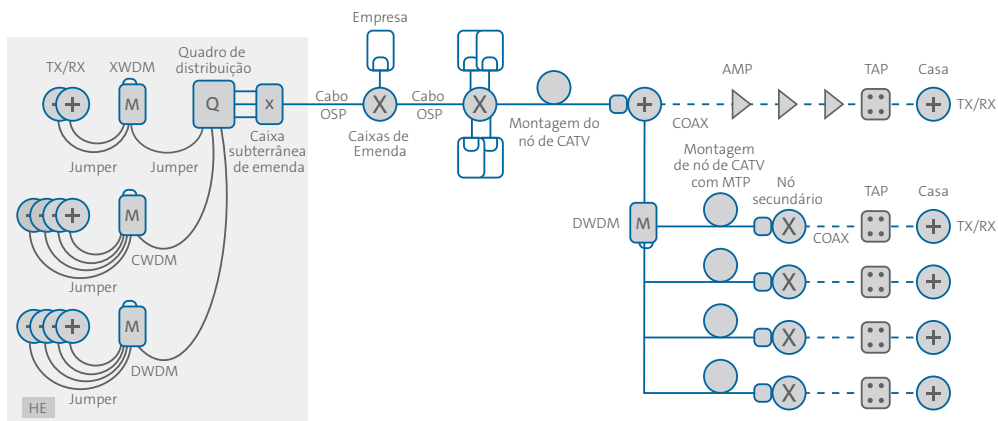 Empresa
TX/RX
XWDM
Quadro de
distribuição
M
Q
x
Cabo
OSP
X
Cabo
OSP
X
Caixas de
Emenda
Caixa
subterrânea
de emenda
Jumper
Jumper
Montagem do
nó de CATV
+
COAX
AMP
TAP
Casa
+
TX/RX
Montagem
de nó de CATV
com MTP
Nó
secundário
TAP
Casa
DWDM
M
X
COAX
+
TX/RX
X
+
X
+
X
+
+
M
CWDM
Jumper
+
M
DWDM
Jumper
HE